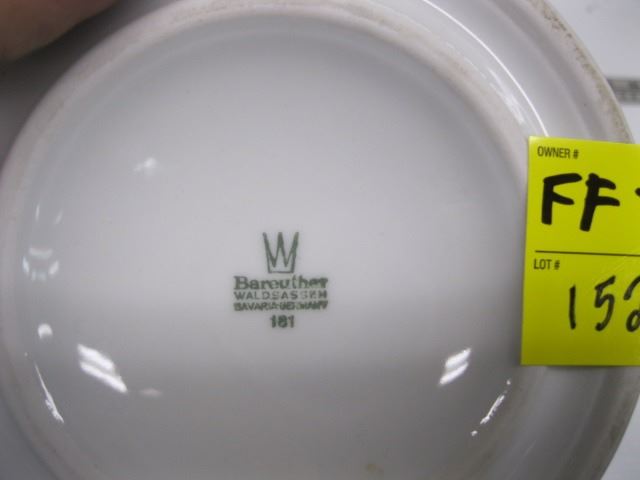 W
Bareuther
WALDSASSEN
BAVARIA GERMANY
181
OWNER #
FF
LOT #
152